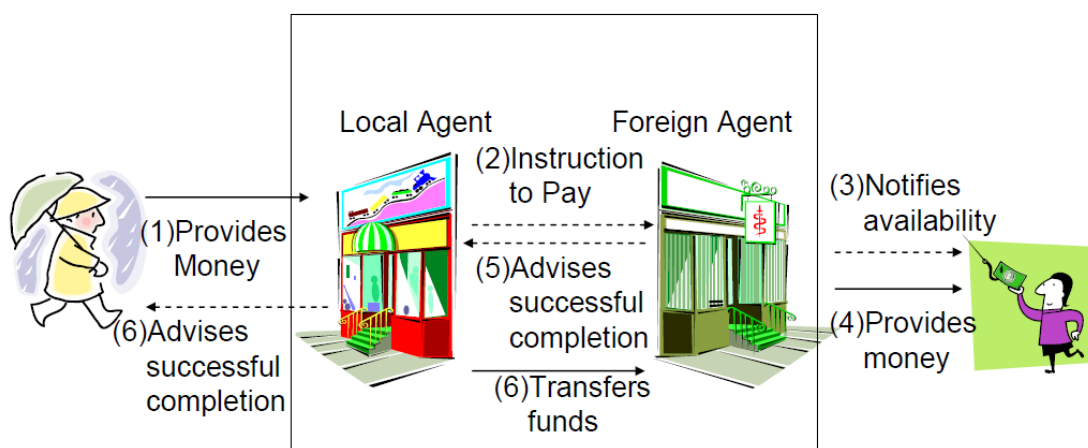 Local Agent
Foreign Agent
(1)Provides
Money
(2)Instruction
to Pay
(3)Notifies
availability
(4)Provides
money
(5)Advises
successful
completion
(6)Advises
successful
completion
(6)Transfers
funds